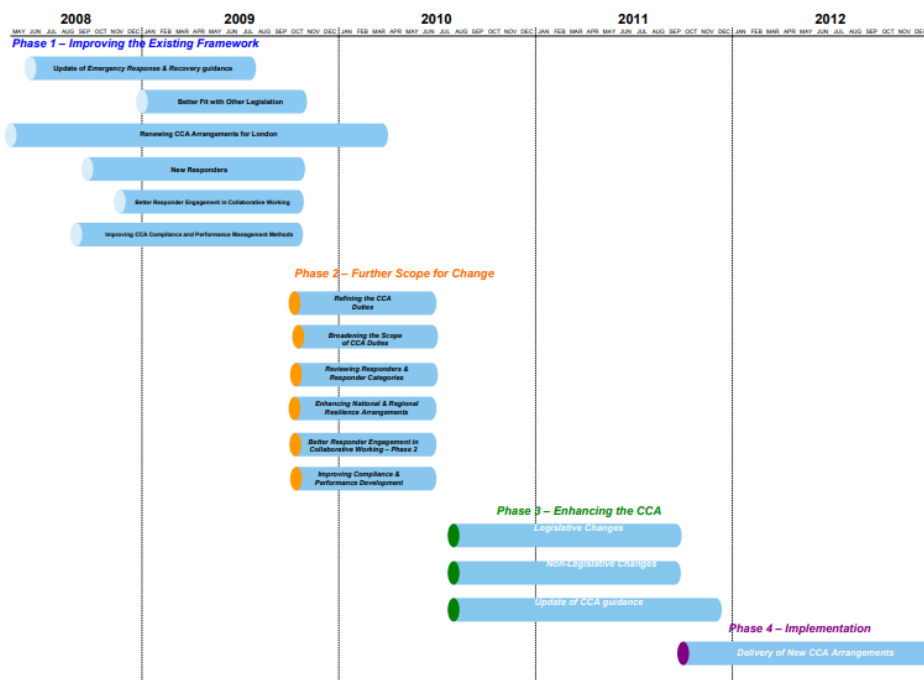 2008 2009 2010 2011 2012
MAY JUN JUL AUG SEP OCT NOV DEC JAN FEB MAR APR MAY JUN JUL AUG SEP OCT NOV DEC JAN FEB MAR APR MAY JUN JUL AUG SEP OCT NOV DEC JAN FEB MAR APR MAY JUN JUL AUG SEP OCT NOV DEC JAN FEB MAR APR MAY JUN JUL AUG SEP OCT NOV DEC
Phase 1 – Improving the Existing Framework
Update of Emergency Response & Recovery guidance
Better Fit with Other Legislation
Renewing CCA Arrangements for London
New Responders
Better Responder Engagement in Collaborative Working
Improving CCA Compliance and Performance Management Methods
Phase 2 – Further Scope for Change
Refining the CCA
Duties
Broadening the Scope
of CCA Duties
Reviewing Responders &
Responder Categories
Enhancing National & Regional
Resilience Arrangements
Better Responder Engagement in
Collaborative Working – Phase 2
Improving Compliance &
Performance Development
Phase 3 – Enhancing the CCA
Legislative Changes
Non-Legislative Changes
Update of CCA guidance
Phase 4 – Implementation
Delivery of New CCA Arrangements